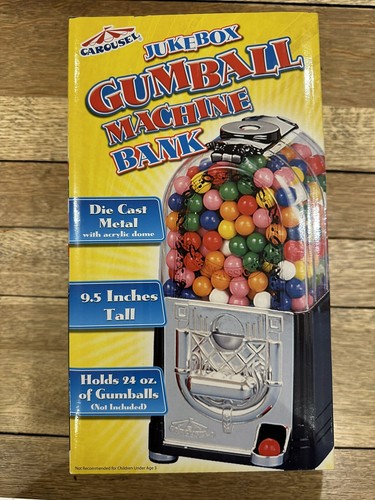 CAROUSEL
JUKEBOX
GUMBALL
MACHINE
BANK
Die Cast
Metal
with acrylic dome
9.5 Inches
Tall
Holds 24 oz.
of Gumballs
(Not Included)
CAROUSEL
Not Recommended for Children Under Age 3